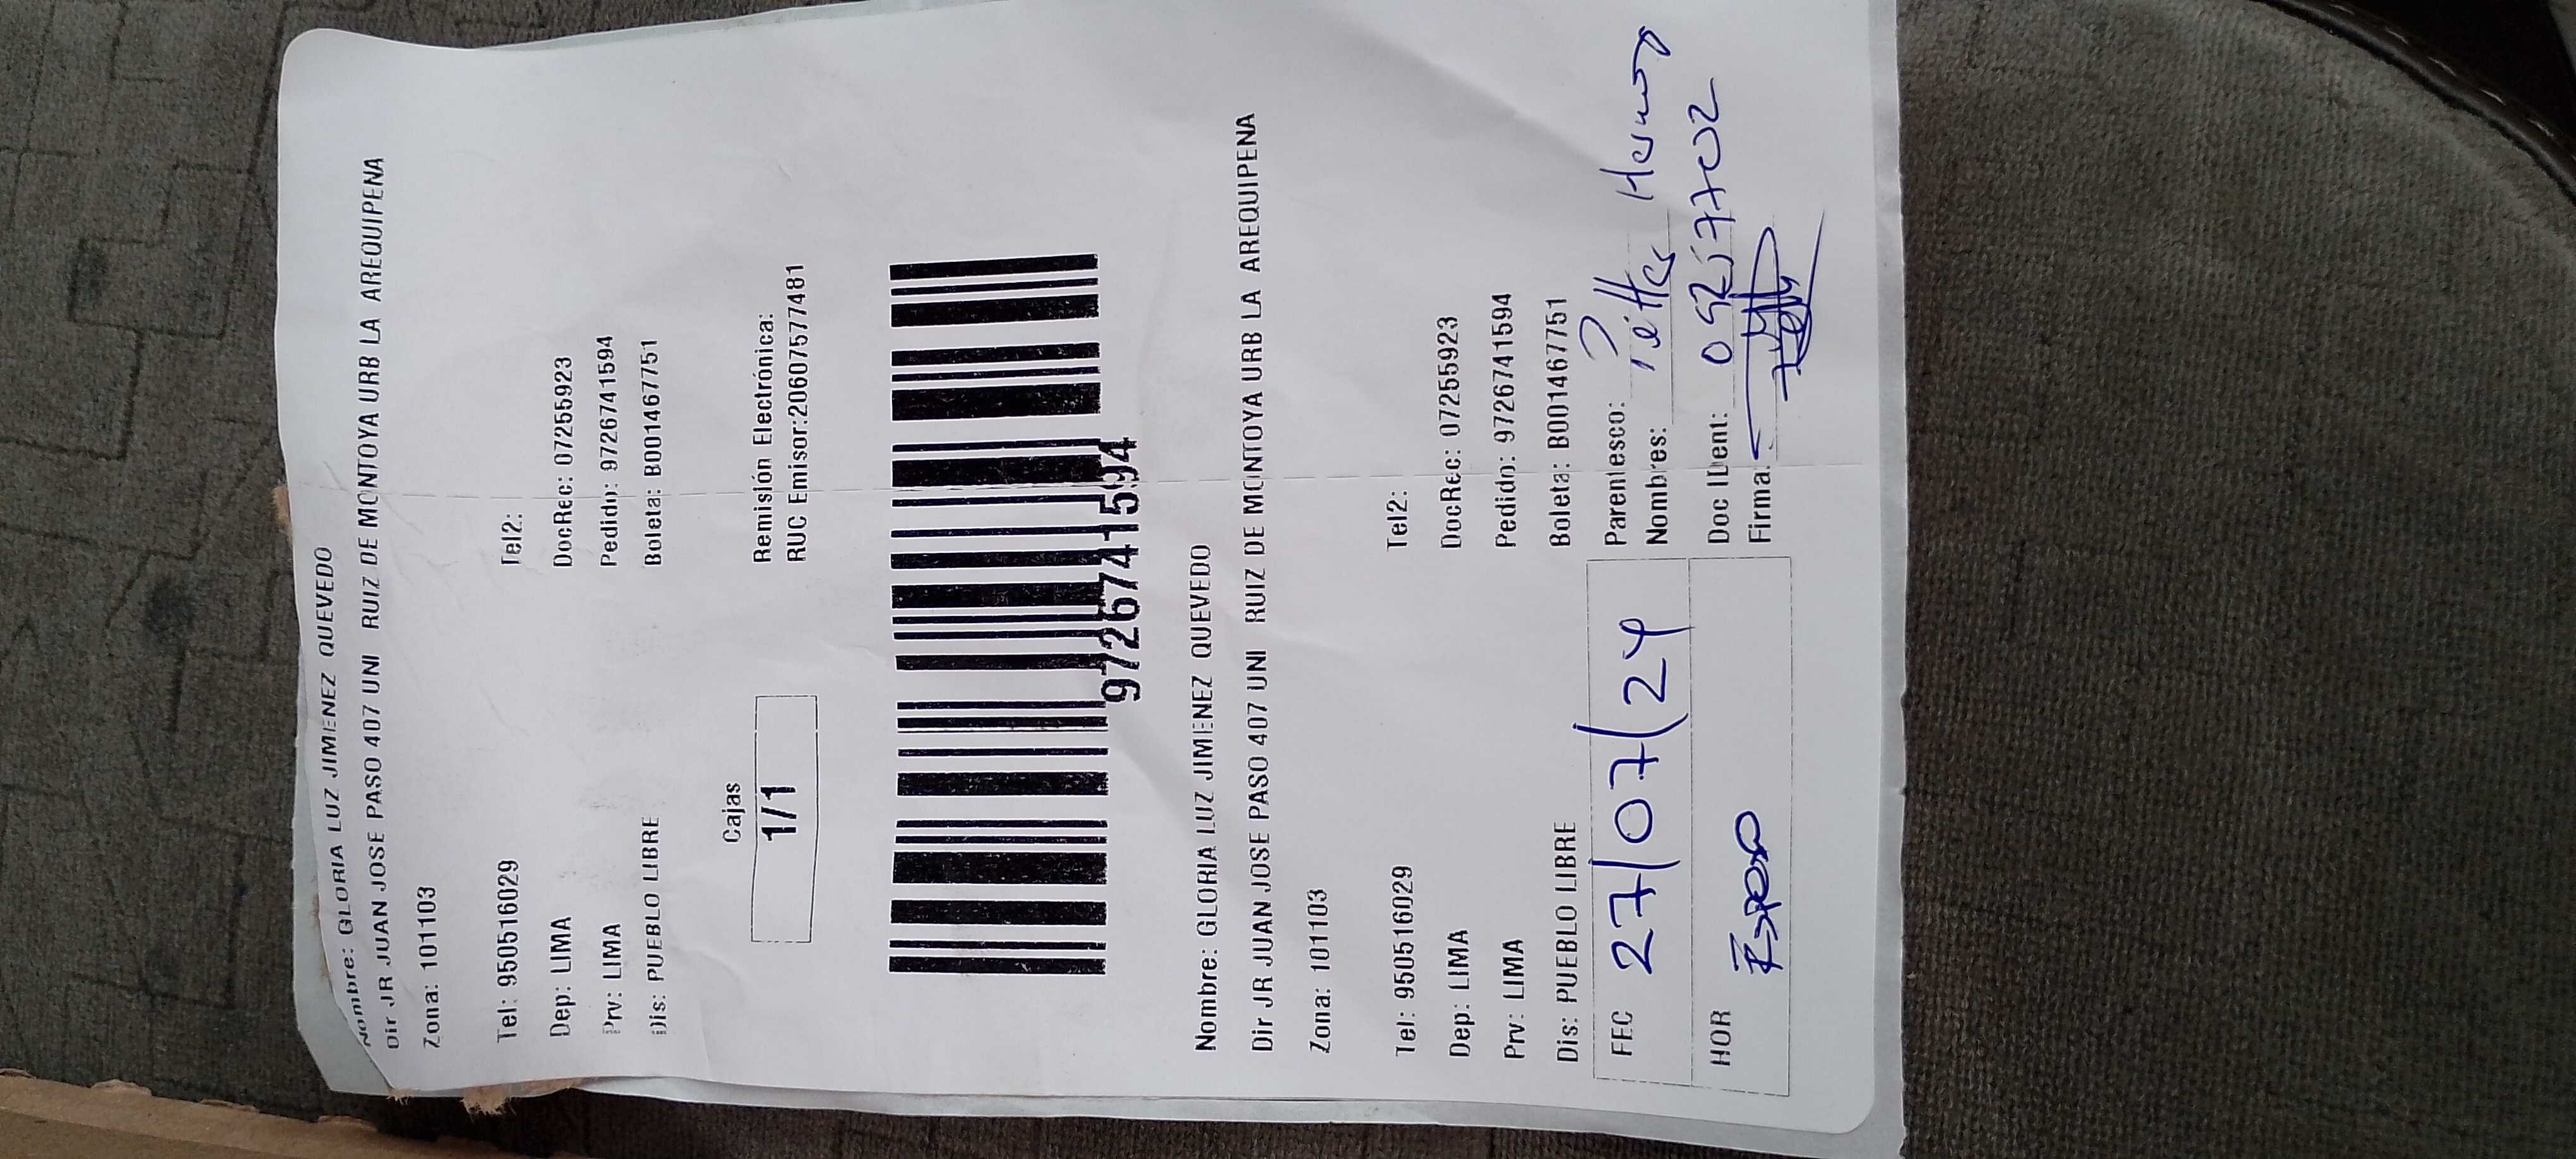 Nombre: GLORIA LUZ JIMENEZ QUEVEDO
Dir JR JUAN JOSE PASO 407 UNI RUIZ DE MONTOYA URB LA AREQUIPENA
Zona: 101103
Tel: 950516029 Tel2:
Dep: LIMA DocRec: 07255923
Prv: LIMA Pedido: 9726741594
Dis: PUEBLO LIBRE Boleta: B001467751
Cajas Remisión Electrónica:
1/1 RUC Emisor:20607577481
9726741594
Nombre: GLORIA LUZ JIMENEZ QUEVEDO
Dir JR JUAN JOSE PASO 407 UNI RUIZ DE MONTOYA URB LA AREQUIPENA
Zona: 101103
Tel: 950516029 Tel2:
Dep: LIMA DocRec: 07255923
Prv: LIMA Pedido: 9726741594
Dis: PUEBLO LIBRE Boleta: B001467751
FEC 27/07/24 Parentesco:
Nombres:
HOR Doc IDent:
Firma: